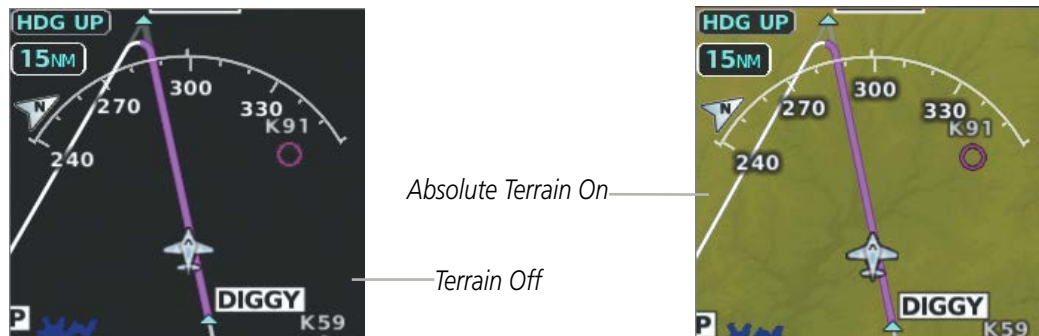 HDG UP
15NM
N
240
270
300
330
K91
DIGGY
P
K59
Absolute Terrain On
Terrain Off
HDG UP
15NM
N
240
270
300
330
K91
DIGGY
P
K59